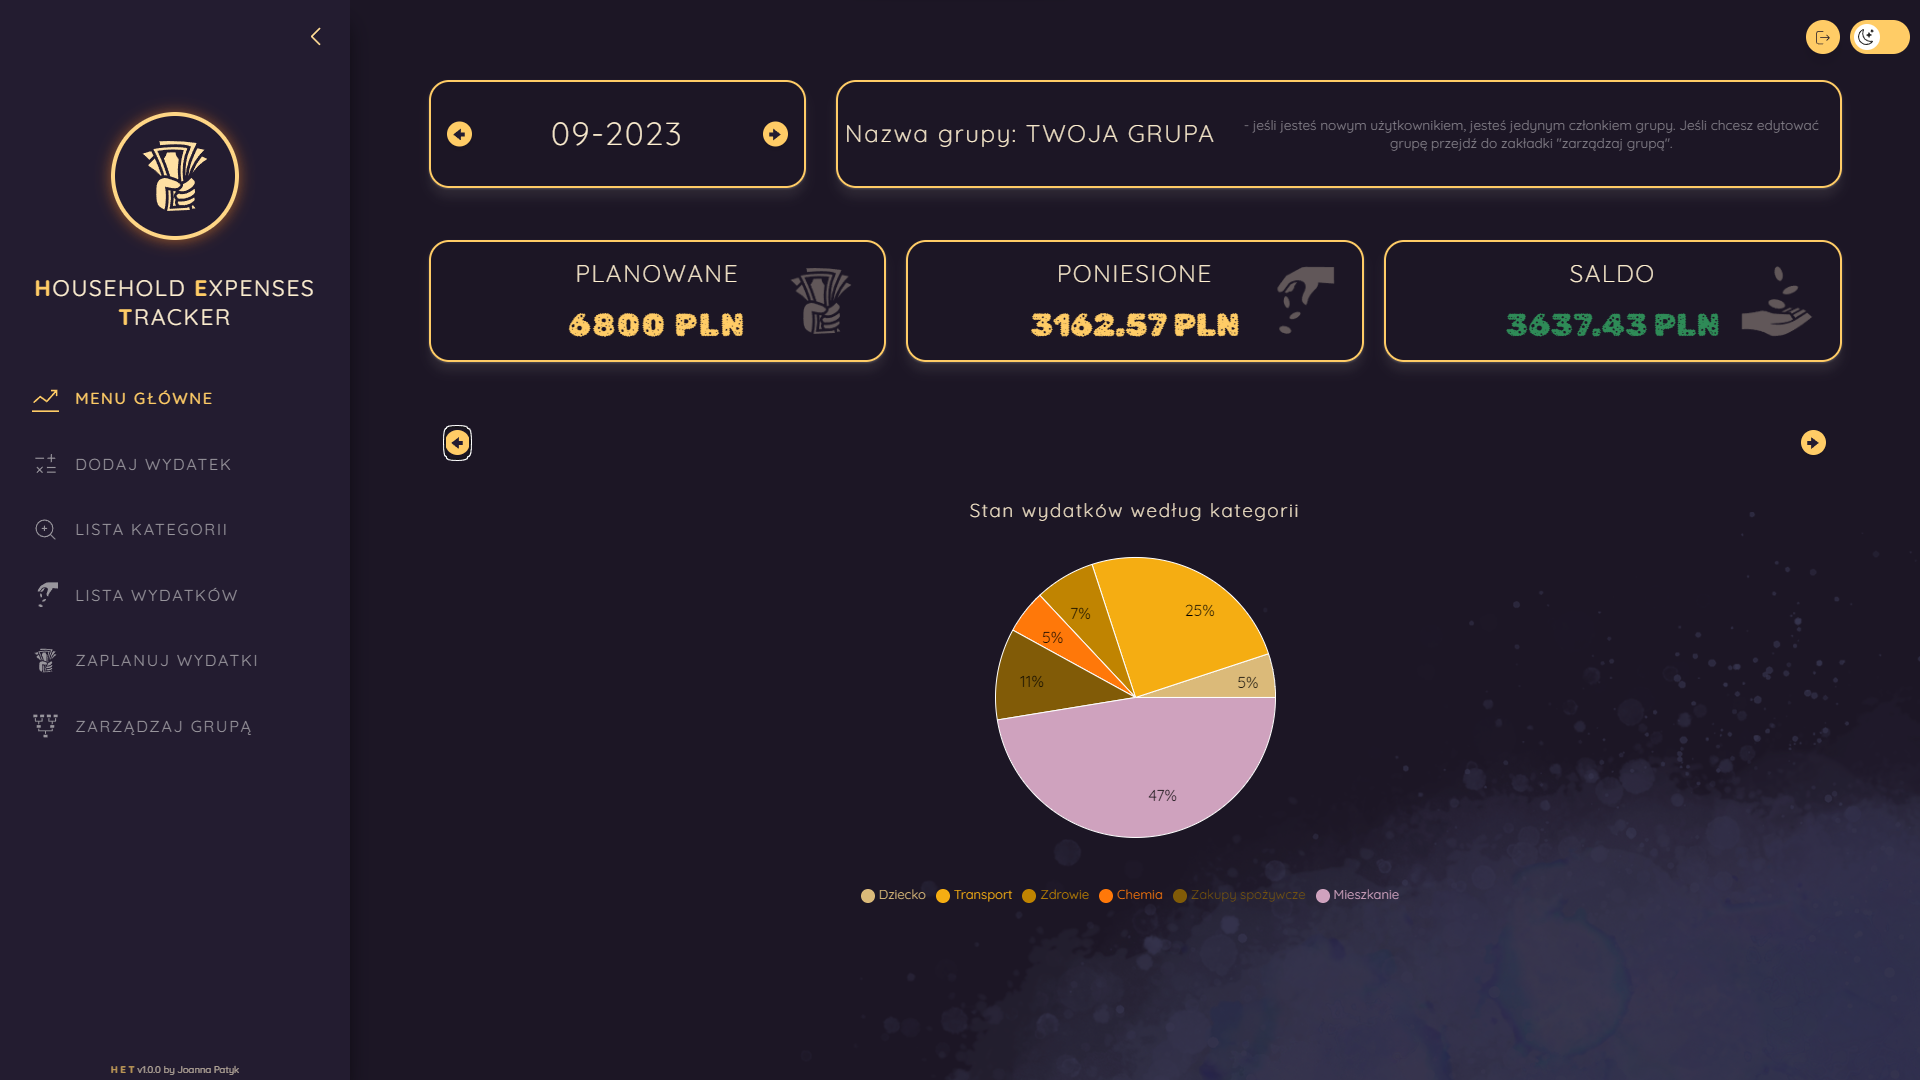 HOUSEHOLD EXPENSES
TRACKER
MENU GŁÓWNE
DODAJ WYDATEK
LISTA KATEGORII
LISTA WYDATKÓW
ZAPLANUJ WYDATKI
ZARZĄDZAJ GRUPĄ
HET v1.0.0 by Joanna Patyk
09-2023
Nazwa grupy: TWOJA GRUPA
- jeśli jesteś nowym użytkownikiem, jesteś jedynym członkiem grupy. Jeśli chcesz edytować
grupę przejdź do zakładki "zarządzaj grupą".
PLANOWANE
6800 PLN
PONIESIONE
3162.57 PLN
SALDO
3637.43 PLN
Stan wydatków według kategorii
25%
7%
5%
11%
5%
47%
Dziecko Transport Zdrowie Chemia Zakupy spożywcze Mieszkanie